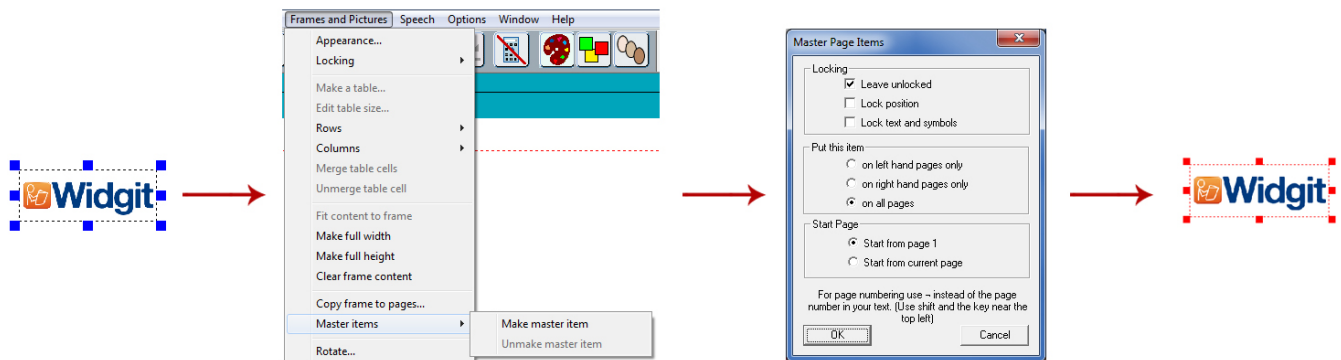 Widgit
Frames and Pictures Speech Options Window Help
Appearance...
Locking
Make a table...
Edit table size...
Rows
Columns
Merge table cells
Unmerge table cell
Fit content to frame
Make full width
Make full height
Clear frame content
Copy frame to pages...
Master items
Make master item
Unmake master item
Rotate...
Master Page Items
Locking
Leave unlocked
Lock position
Lock text and symbols
Put this item
on left hand pages only
on right hand pages only
on all pages
Start Page
Start from page 1
Start from current page
For page numbering use ¬ instead of the page
number in your text. (Use shift and the key near the
top left)
OK Cancel
Widgit